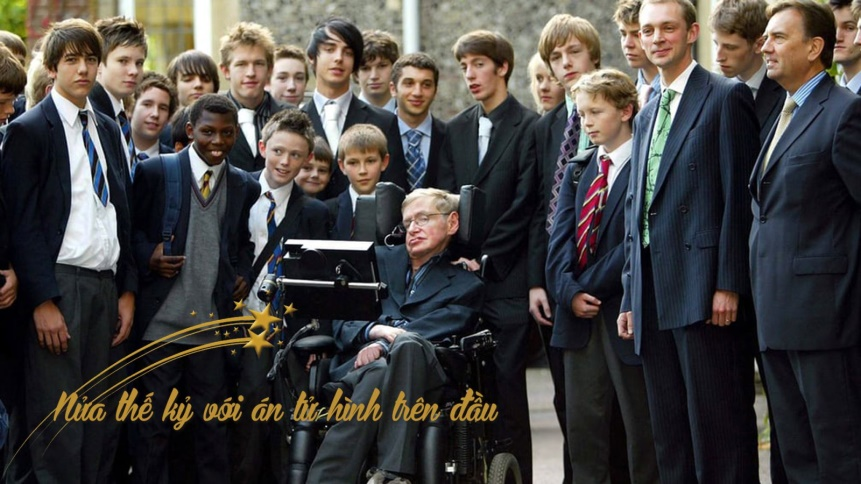 Nửa thế kỷ với án tử hình trên đầu